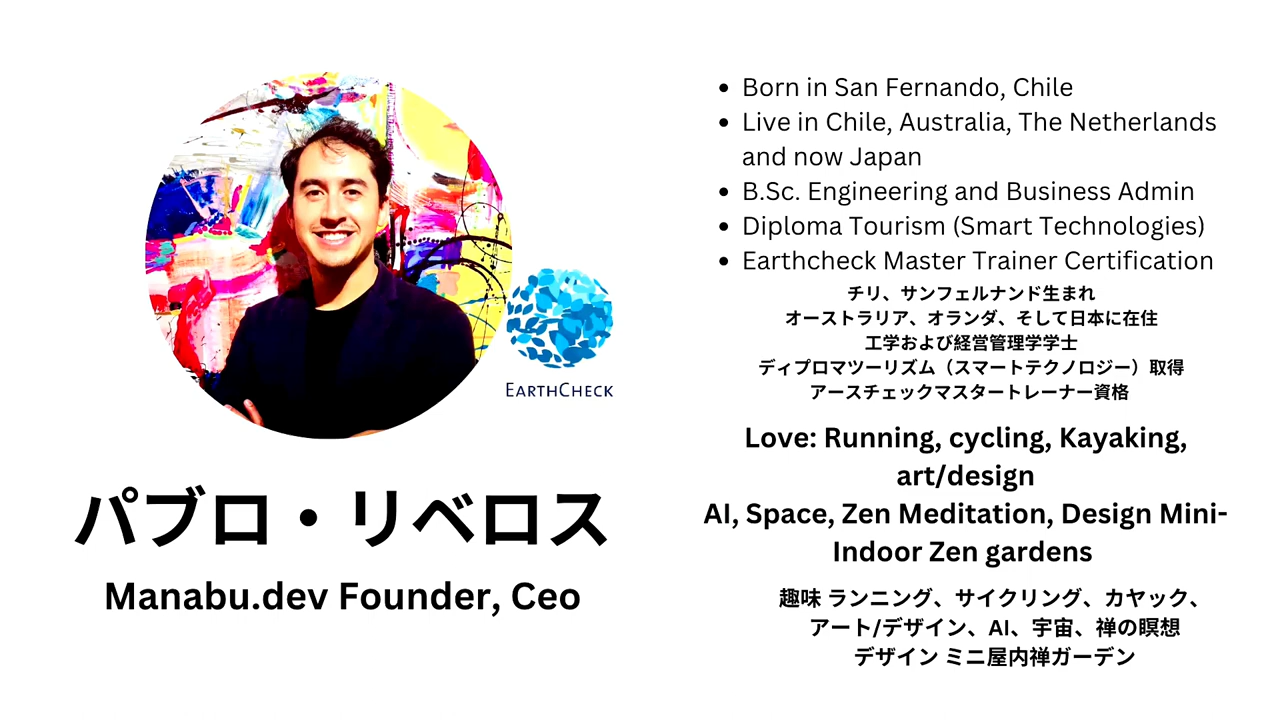 EARTHCHECK
パブロ・リベロス
Manabu.dev Founder, Ceo
• Born in San Fernando, Chile
• Live in Chile, Australia, The Netherlands
and now Japan
• B.Sc. Engineering and Business Admin
• Diploma Tourism (Smart Technologies)
• Earthcheck Master Trainer Certification
チリ、サンフェルナンド生まれ
オーストラリア、オランダ、そして日本に在住
工学および経営管理学学士
ディプロマツーリズム（スマートテクノロジー）取得
アースチェックマスタートレーナー資格
Love: Running, cycling, Kayaking,
art/design
AI, Space, Zen Meditation, Design Mini-
Indoor Zen gardens
趣味 ランニング、サイクリング、カヤック、
アート/デザイン、AI、宇宙、禅の瞑想
デザイン ミニ屋内禅ガーデン